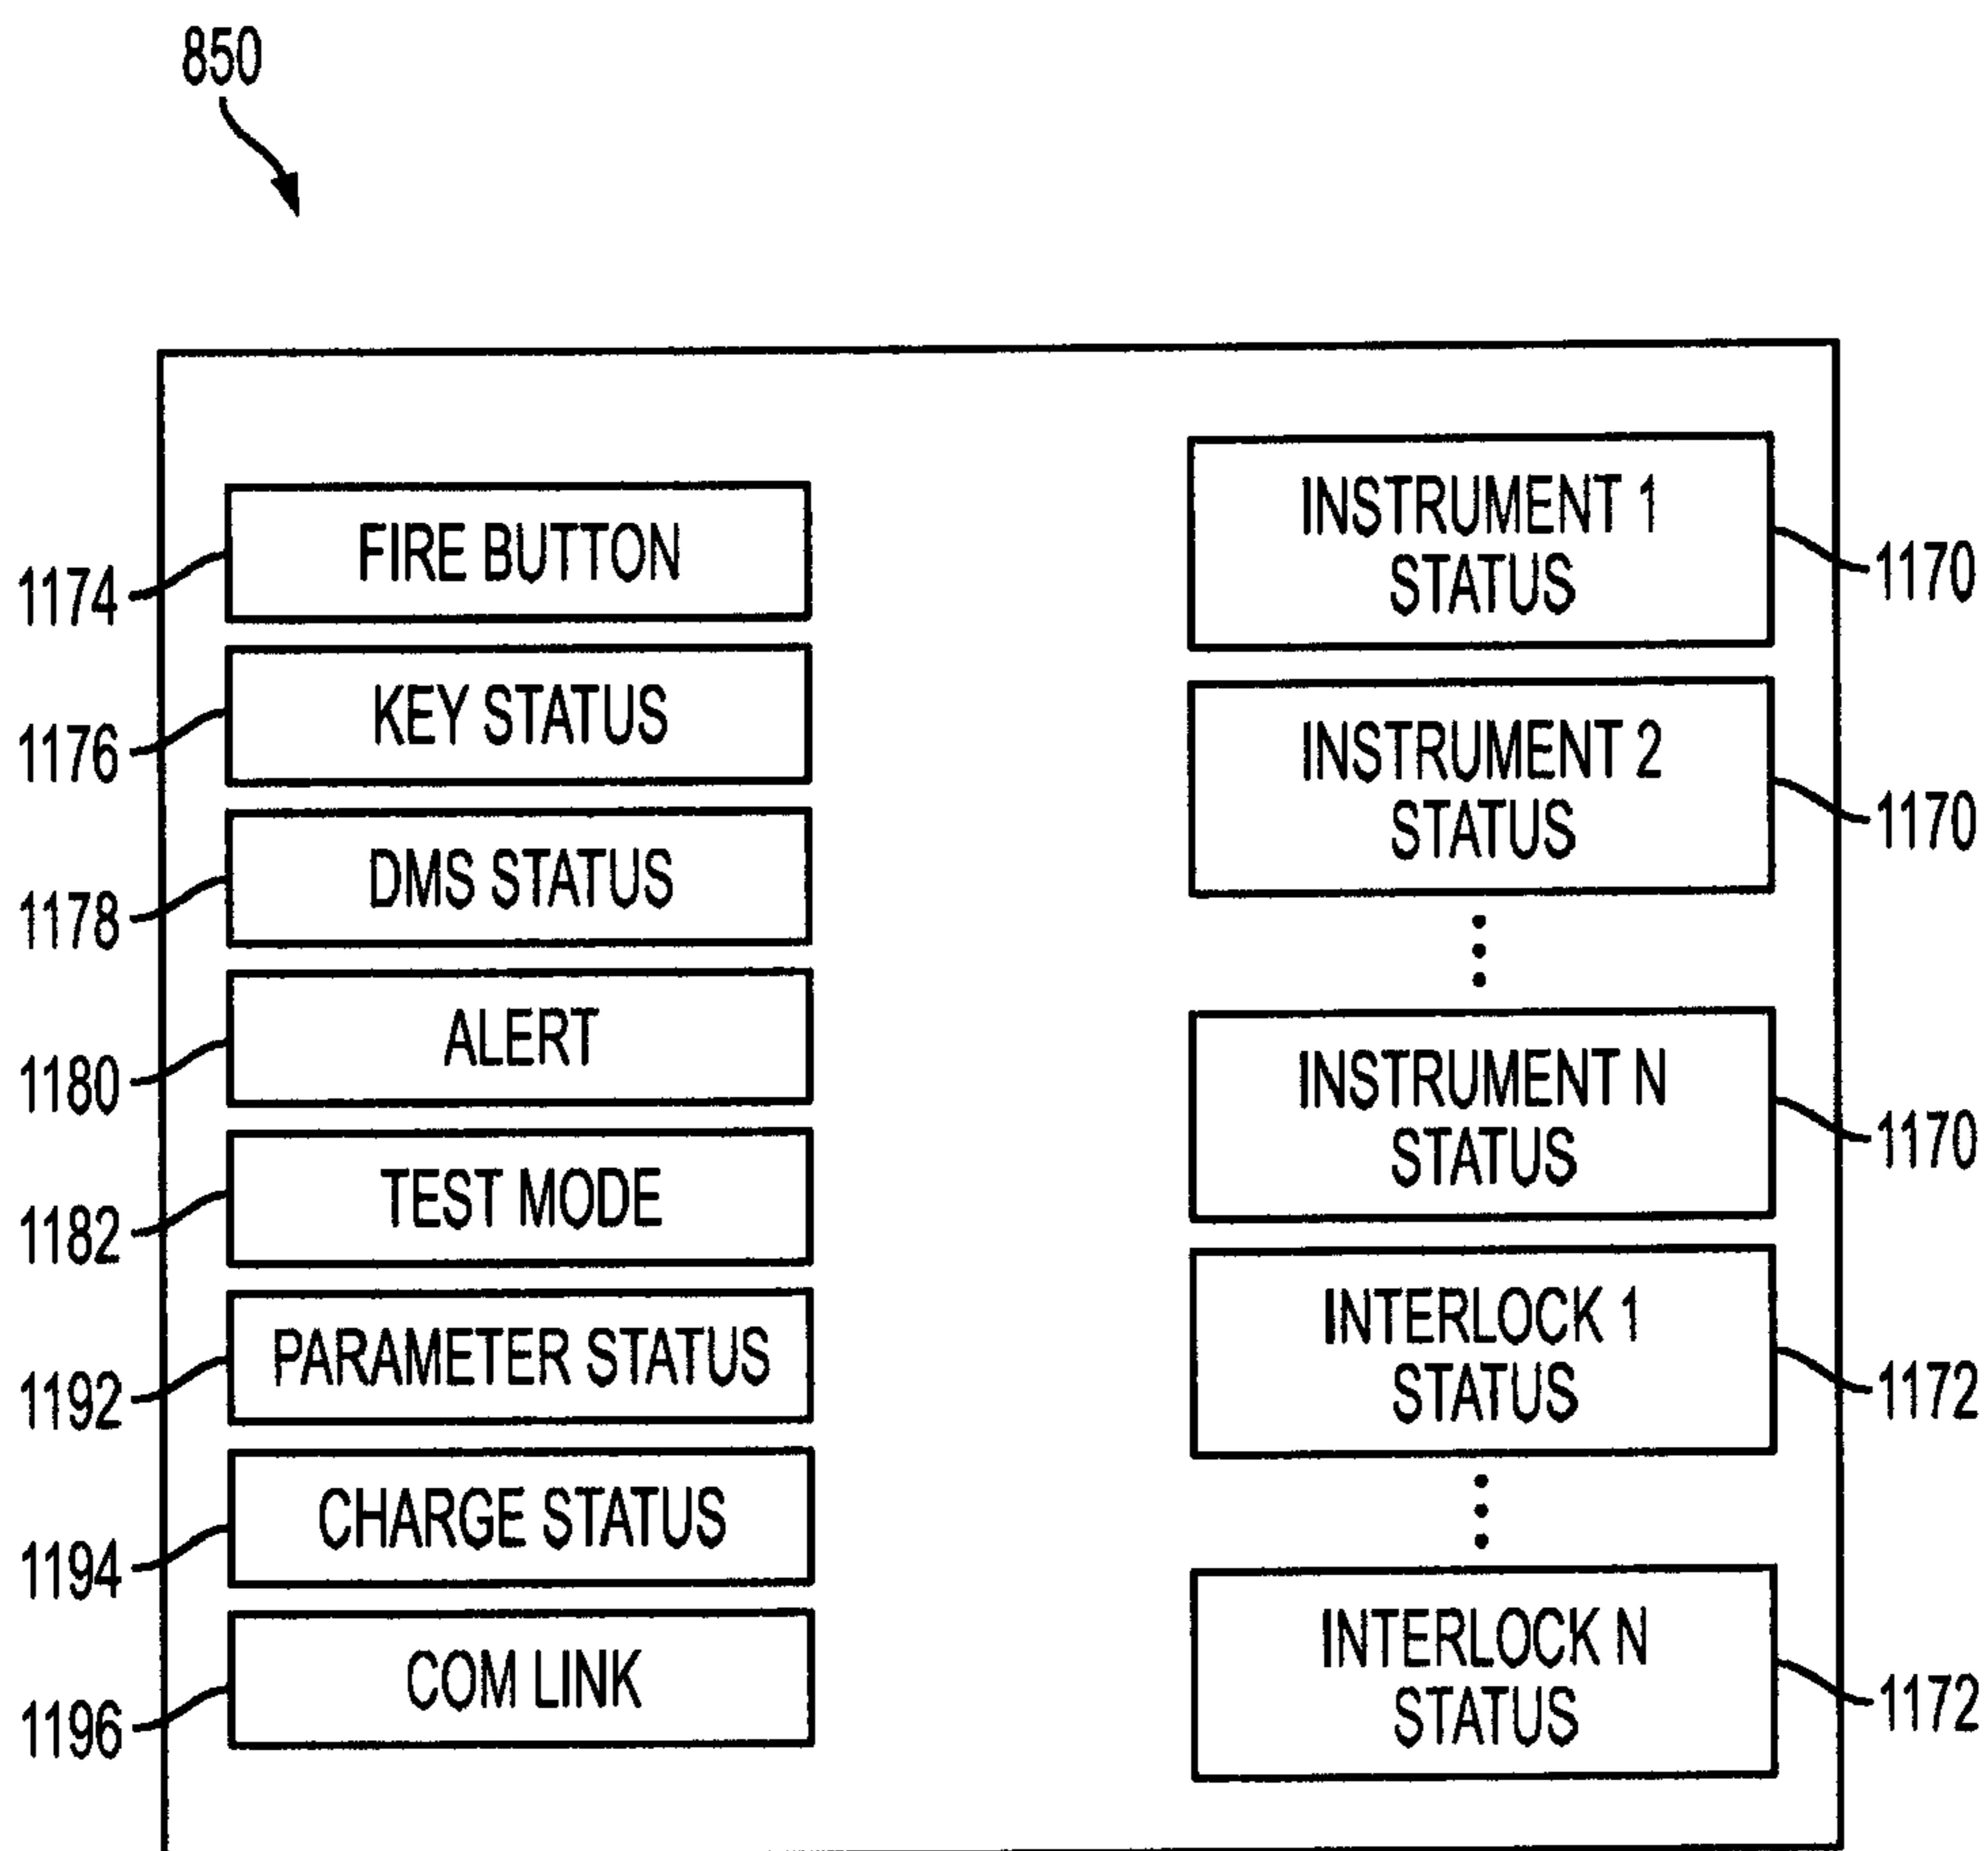 850
1174
FIRE BUTTON
1176
KEY STATUS
1178
DMS STATUS
1180
ALERT
1182
TEST MODE
1192
PARAMETER STATUS
1194
CHARGE STATUS
1196
COM LINK
INSTRUMENT 1
STATUS
1170
INSTRUMENT 2
STATUS
1170
INSTRUMENT N
STATUS
1170
INTERLOCK 1
STATUS
1172
INTERLOCK N
STATUS
1172